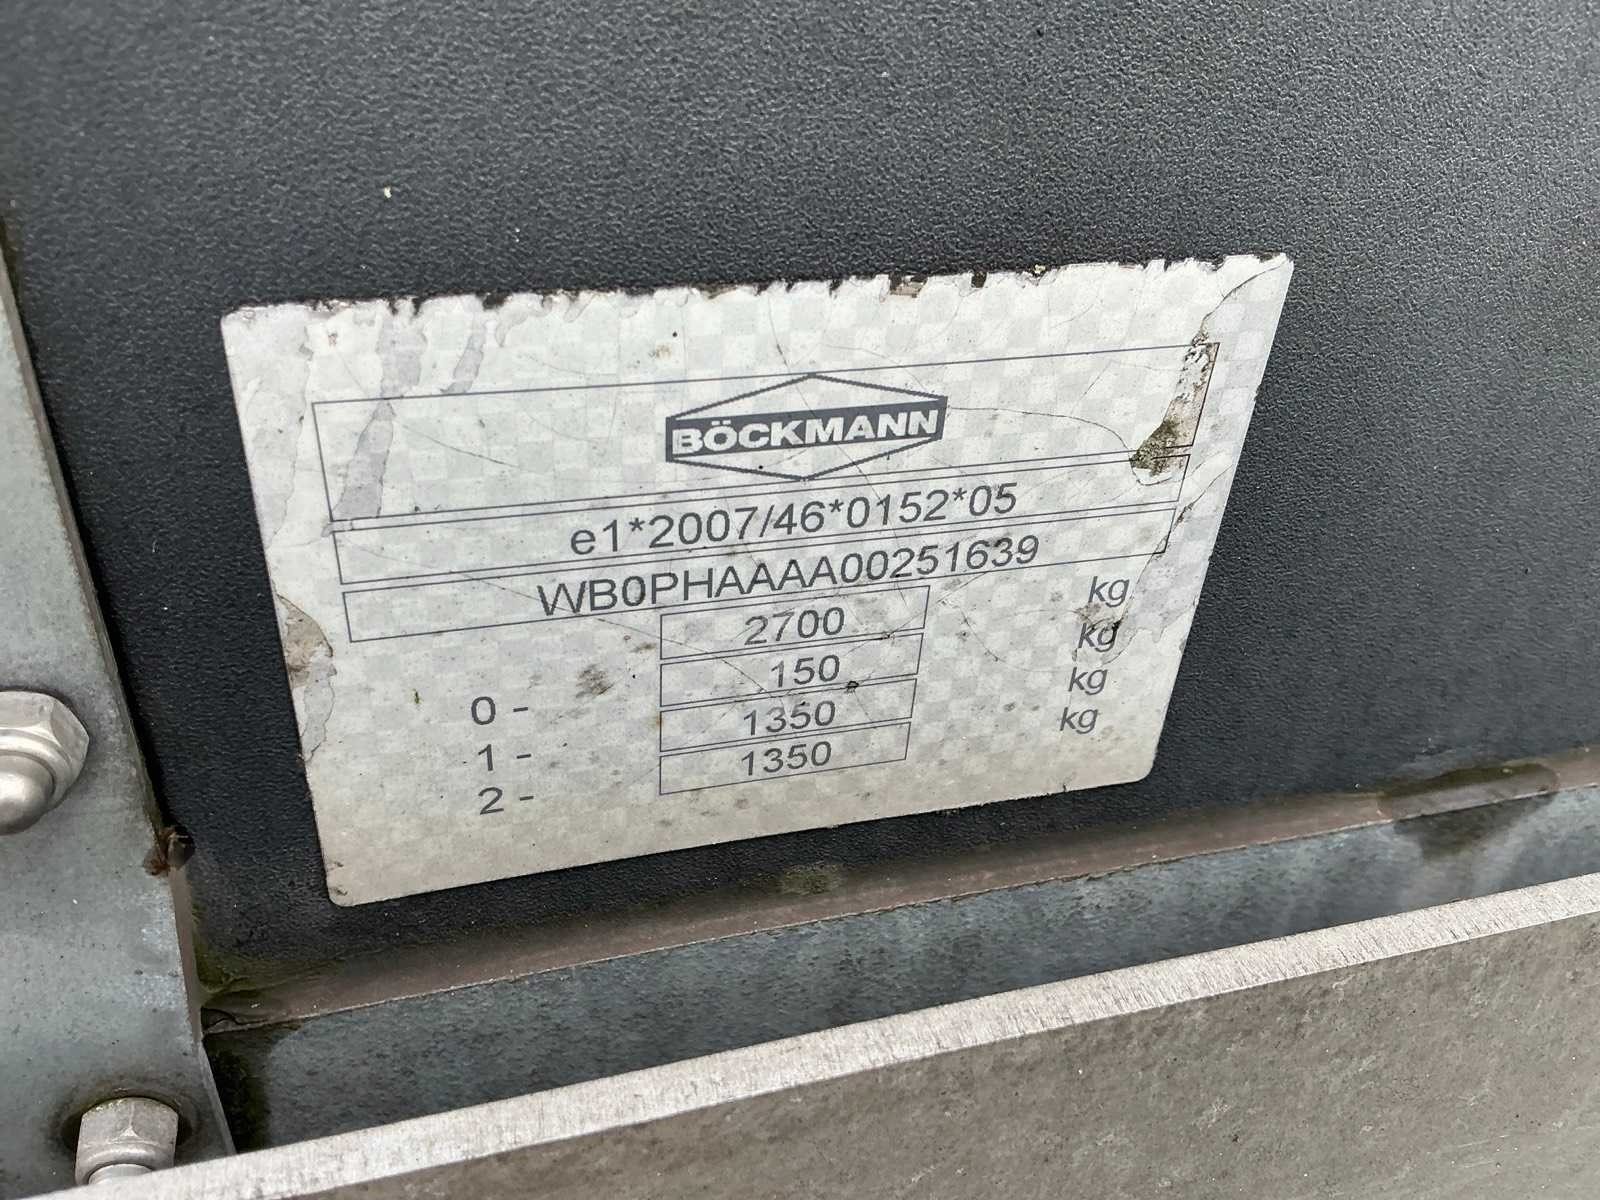 BÖCKMANN
e1*2007/46*0152*05
WB0PHAAAA00251639
2700 kg
0 - 150 kg
1 - 1350 kg
2 - 1350 kg